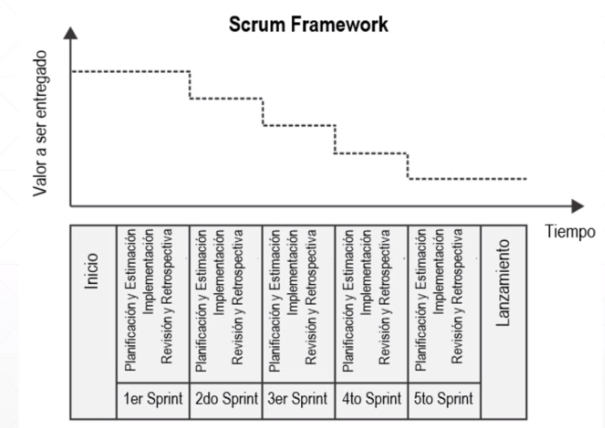 Scrum Framework
Valor a ser entregado
Tiempo
Inicio
Planificación y Estimación
Implementación
Revisión y Retrospectiva
1er Sprint
Planificación y Estimación
Implementación
Revisión y Retrospectiva
2do Sprint
Planificación y Estimación
Implementación
Revisión y Retrospectiva
3er Sprint
Planificación y Estimación
Implementación
Revisión y Retrospectiva
4to Sprint
Planificación y Estimación
Implementación
Revisión y Retrospectiva
5to Sprint
Lanzamiento